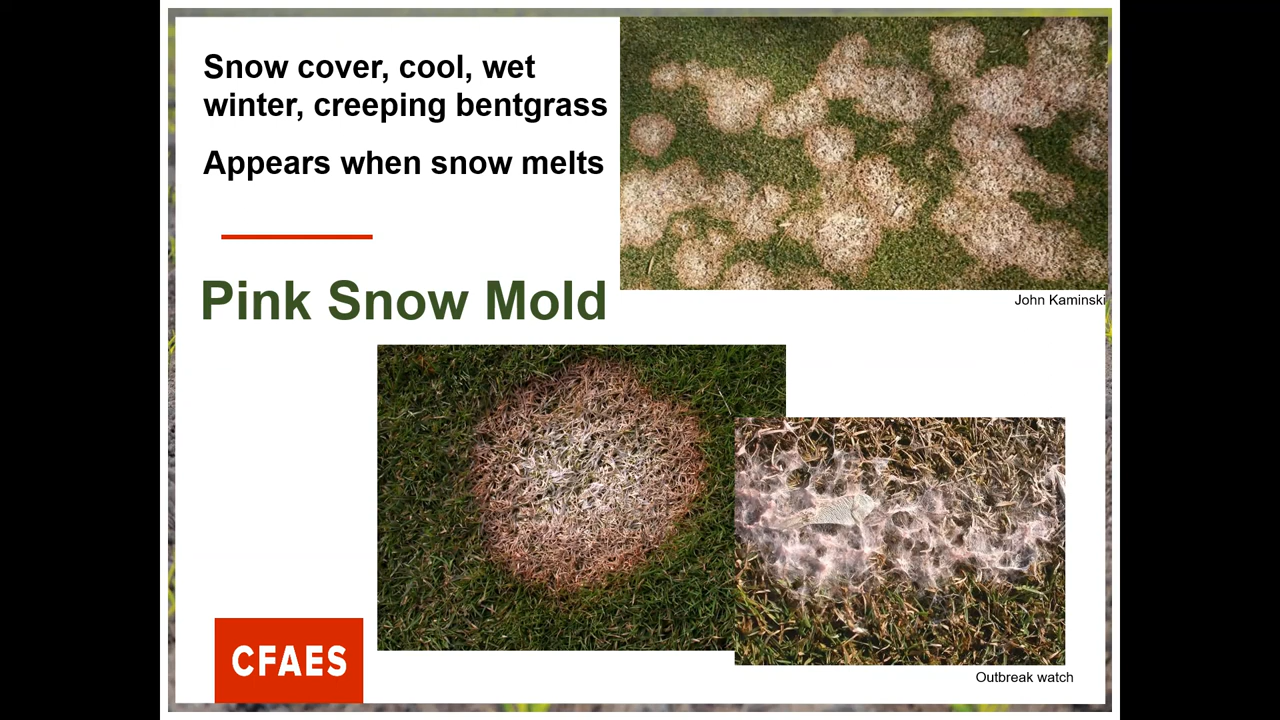 Snow cover, cool, wet
winter, creeping bentgrass
Appears when snow melts
Pink Snow Mold
John Kaminski
Outbreak watch
CFAES